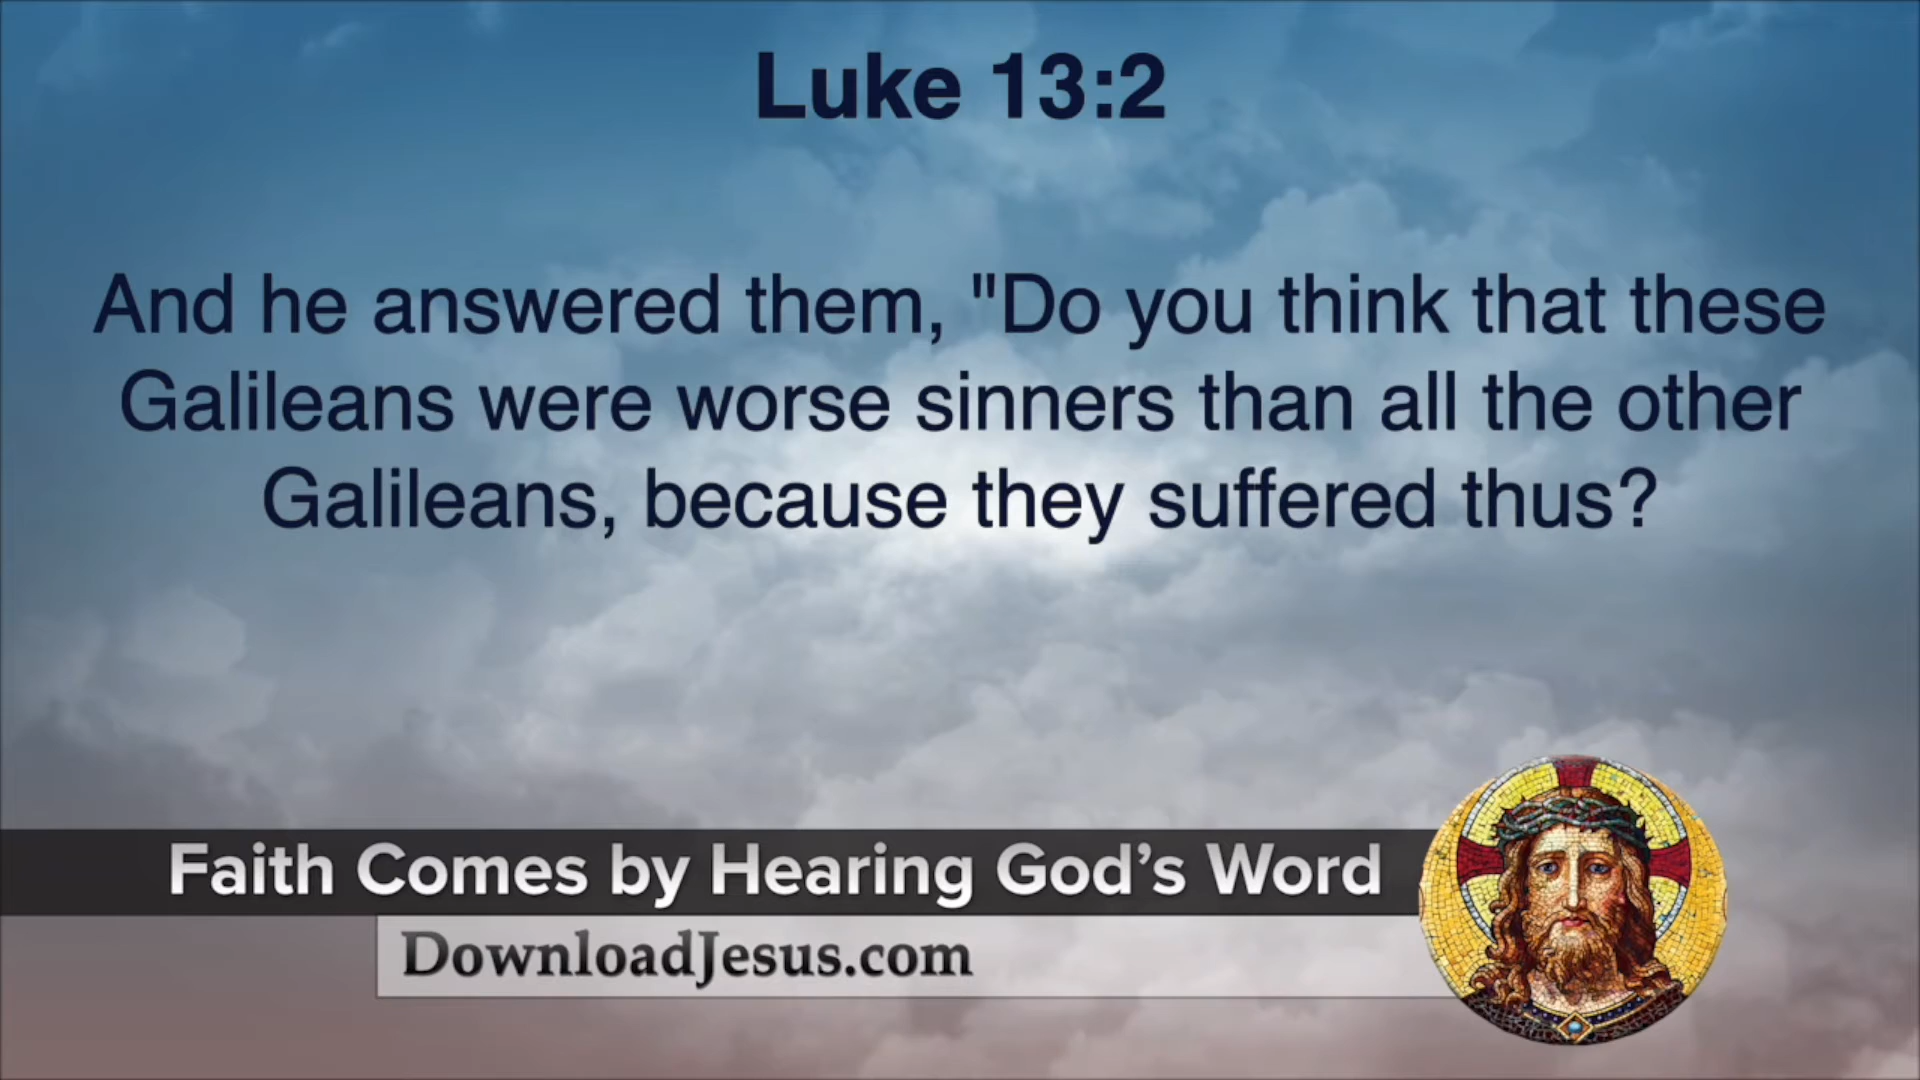 Luke 13:2
And he answered them, "Do you think that these
Galileans were worse sinners than all the other
Galileans, because they suffered thus?
Faith Comes by Hearing God’s Word
DownloadJesus.com